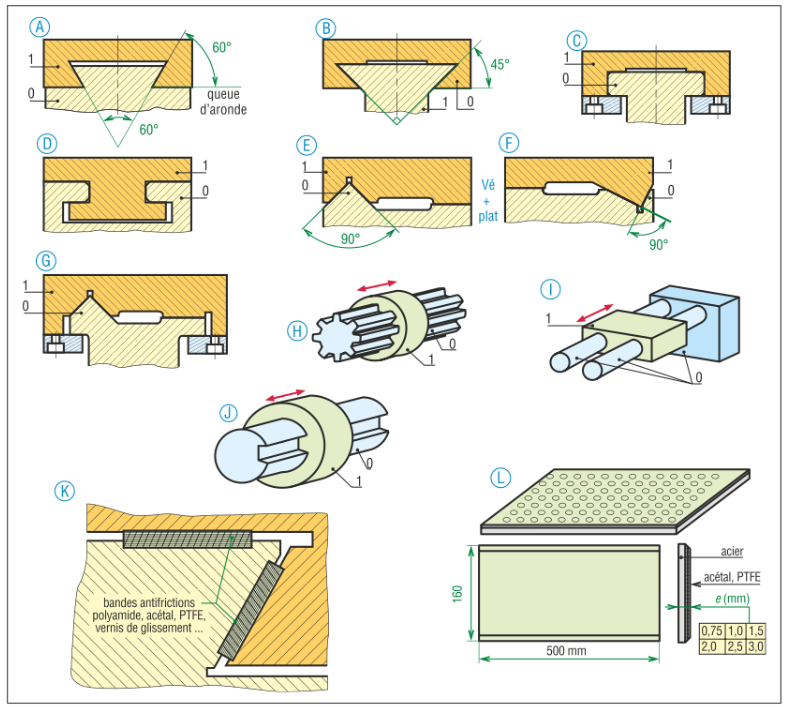 A
60°
1
0
queue
d'aronde
60°
B
45°
1
0
C
1
0
D
1
0
E
1
0
90°
Vé
+
plat
F
1
0
90°
G
1
0
H
0
1
I
1
0
J
0
1
K
bandes antifrictions
polyamide, acétal, PTFE,
vernis de glissement ...
L
acier
acétal, PTFE
160
e (mm)
0,75 1,0 1,5
2,0 2,5 3,0
500 mm